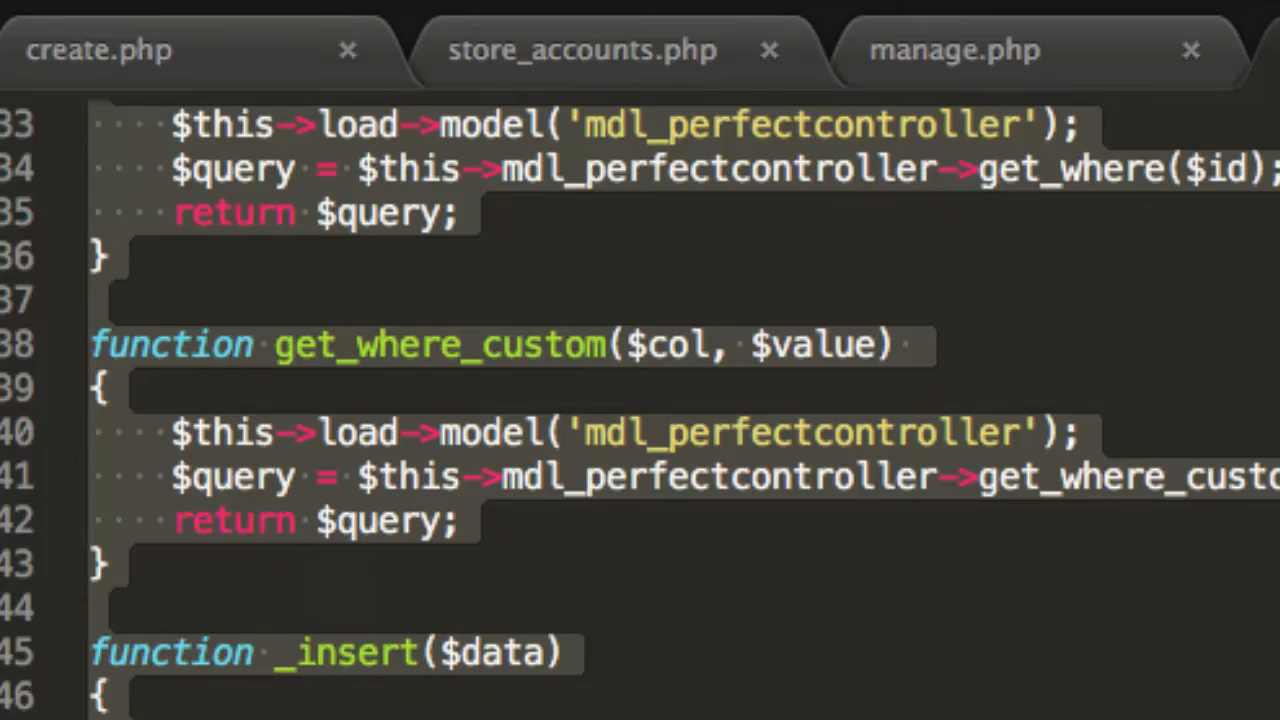 create.php × store_accounts.php × manage.php ×
33 $this->load->model('mdl_perfectcontroller');
34 $query = $this->mdl_perfectcontroller->get_where($id);
35 return $query;
36 }
37
38 function get_where_custom($col, $value)
39 {
40 $this->load->model('mdl_perfectcontroller');
41 $query = $this->mdl_perfectcontroller->get_where_custo
42 return $query;
43 }
44
45 function _insert($data)
46 {